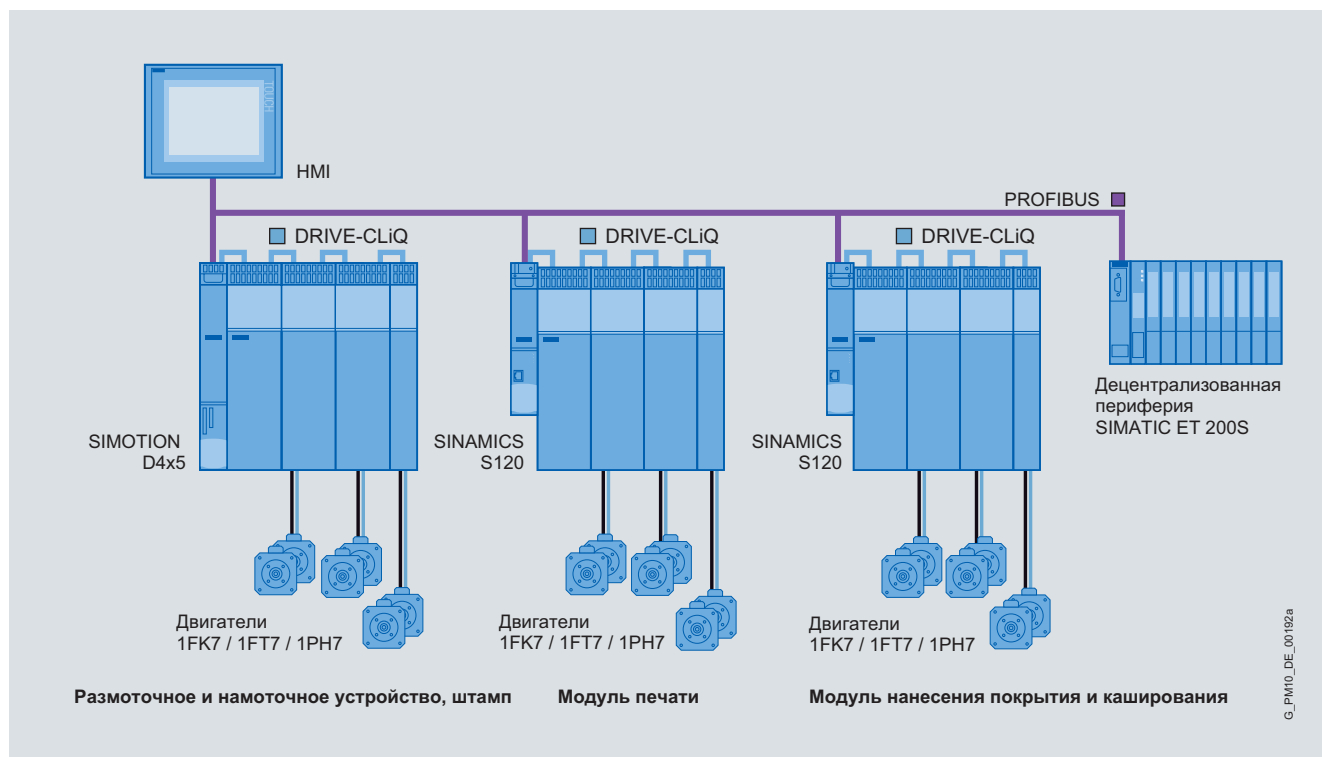 HMI
PROFIBUS
DRIVE-CLiQ
DRIVE-CLiQ
DRIVE-CLiQ
SIMOTION
D4x5
SINAMICS
S120
SINAMICS
S120
Децентрализованная
периферия
SIMATIC ET 200S
Двигатели
1FK7 / 1FT7 / 1PH7
Двигатели
1FK7 / 1FT7 / 1PH7
Двигатели
1FK7 / 1FT7 / 1PH7
Размоточное и намоточное устройство, штамп
Модуль печати
Модуль нанесения покрытия и каширования
G_PM10_DE_00192a